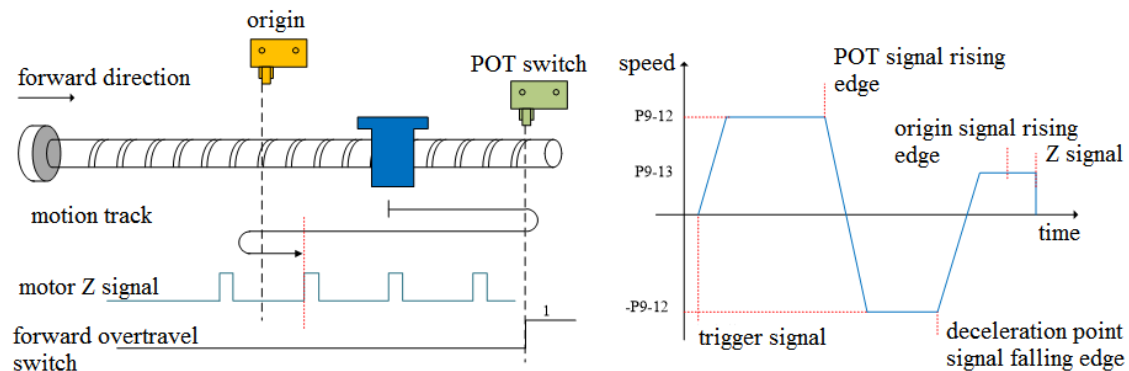 origin
forward direction
POT switch
motion track
motor Z signal
forward overtravel
switch
1
speed
POT signal rising
edge
P9-12
origin signal rising
edge
Z signal
P9-13
time
-P9-12
trigger signal
deceleration point
signal falling edge